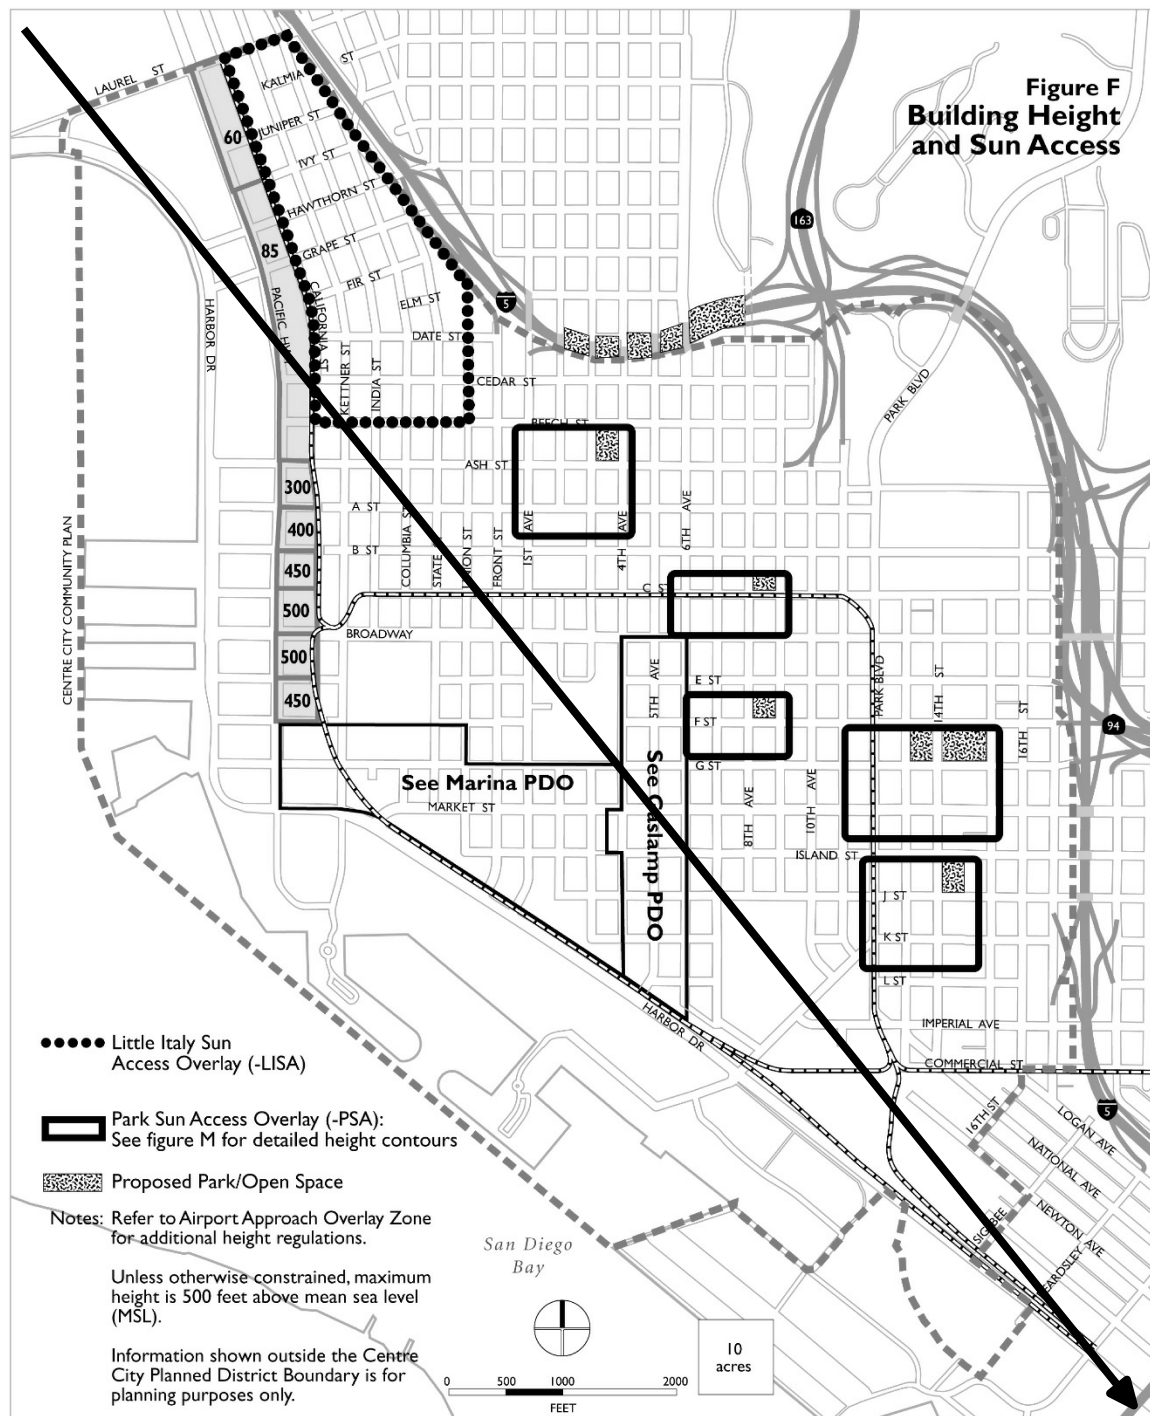 Figure F
Building Height
and Sun Access
LAUREL ST
KALMIA
ST
JUNIPER ST
IVY ST
HAWTHORN ST
GRAPE ST
FIR ST
ELM ST
DATE ST
CEDAR ST
BEECH ST
ASH ST
A ST
B ST
C ST
BROADWAY
E ST
F ST
G ST
MARKET ST
ISLAND ST
J ST
K ST
L ST
IMPERIAL AVE
COMMERCIAL ST
60
85
300
400
450
500
500
450
HARBOR DR
PACIFIC HWY
CALIFORNIA ST
KETTNER ST
INDIA ST
COLUMBIA ST
STATE
UNION ST
FRONT ST
1ST AVE
4TH AVE
5TH AVE
6TH AVE
8TH AVE
10TH AVE
PARK BLVD
PARK BLVD
14TH ST
16TH ST
163
5
94
5
CENTRE CITY COMMUNITY PLAN
See Marina PDO
See Gaslamp PDO
HARBOR DR
16TH ST
LOGAN AVE
NATIONAL AVE
NEWTON AVE
SIGSBEE
BEARDSLEY
Little Italy Sun
Access Overlay (-LISA)
Park Sun Access Overlay (-PSA):
See figure M for detailed height contours
Proposed Park/Open Space
Notes: Refer to Airport Approach Overlay Zone
for additional height regulations.
Unless otherwise constrained, maximum
height is 500 feet above mean sea level
(MSL).
Information shown outside the Centre
City Planned District Boundary is for
planning purposes only.
San Diego
Bay
10
acres
0 500 1000 2000
FEET